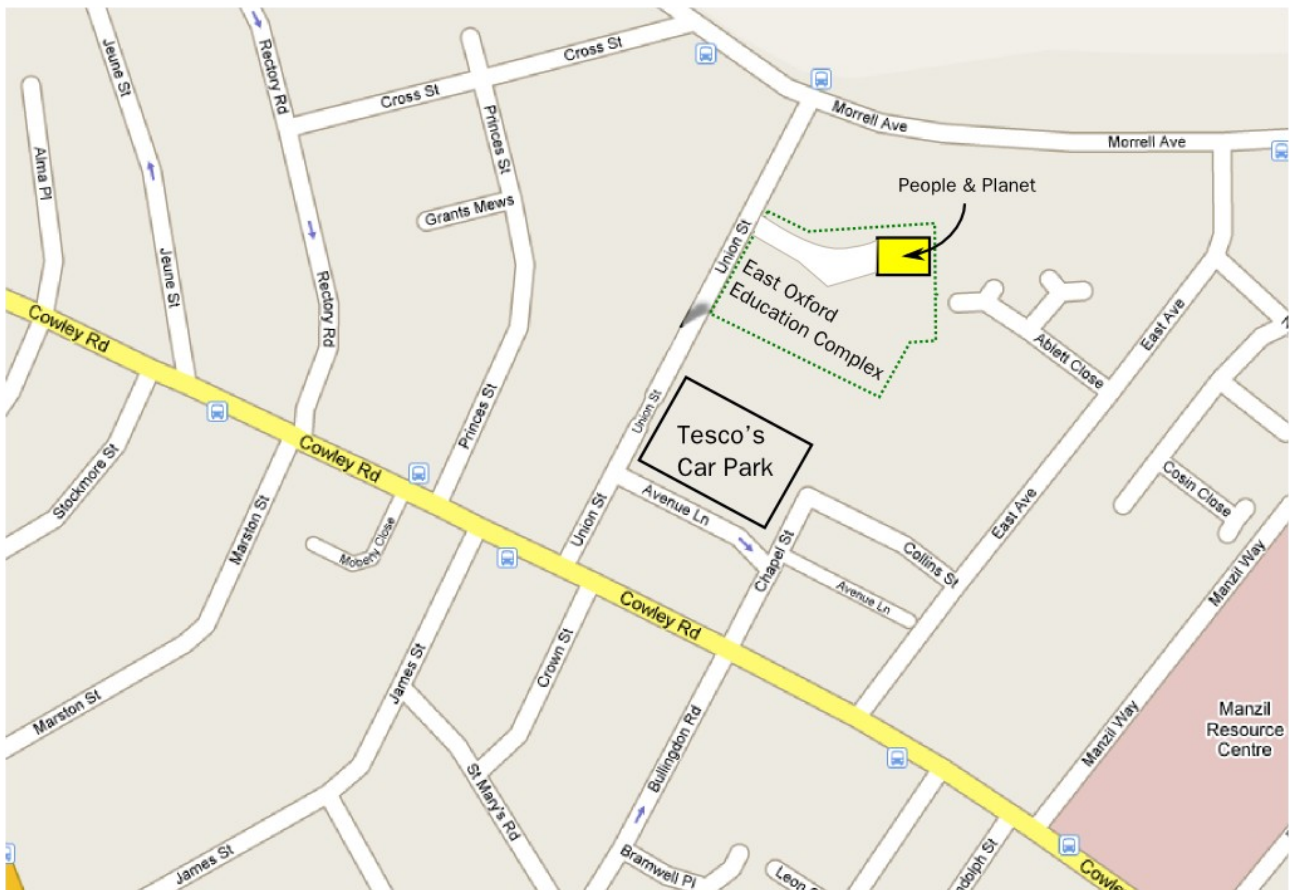 Jeune St
Rectory Rd
Cross St
Cross St
Princes St
Alma Pl
Grants Mews
Morrell Ave
Morrell Ave
People & Planet
Union St
East Oxford
Education Complex
Jeune St
Rectory Rd
Cowley Rd
East Ave
Ablett Close
Princes St
Union St
Tesco's
Car Park
Cowley Rd
Stockmore St
Marston St
Moberly Close
Union St
Avenue Ln
Chapel St
Collins St
Avenue Ln
East Ave
Cosin Close
Manzil Way
Cowley Rd
Crown St
James St
Marston St
Bullingdon Rd
Manzil Way
Manzil
Resource
Centre
St Mary's Rd
James St
Bramwell Pl
Leon
dolph St
Cowle